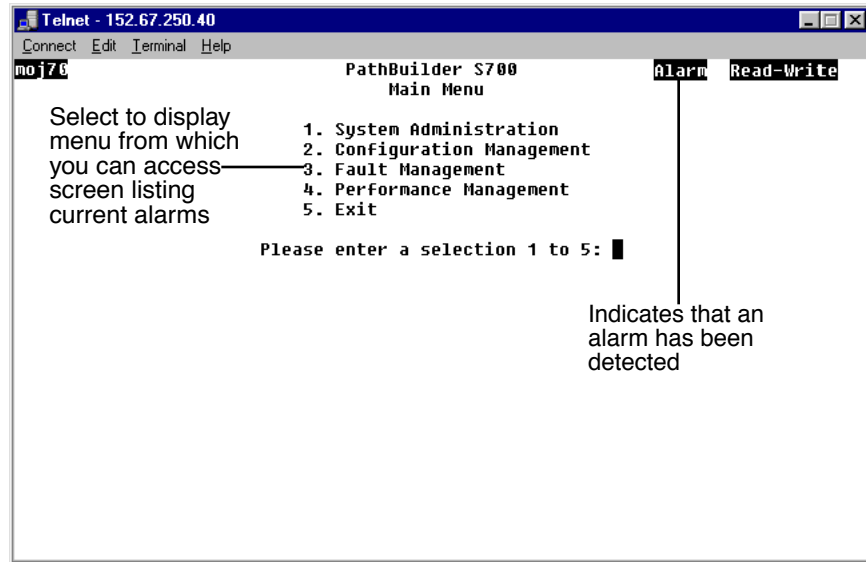 Telnet - 152.67.250.40
Connect Edit Terminal Help
moj70 PathBuilder S700 Alarm Read-Write
Main Menu
Select to display
menu from which
you can access
screen listing
current alarms
1. System Administration
2. Configuration Management
3. Fault Management
4. Performance Management
5. Exit
Please enter a selection 1 to 5:
Indicates that an
alarm has been
detected